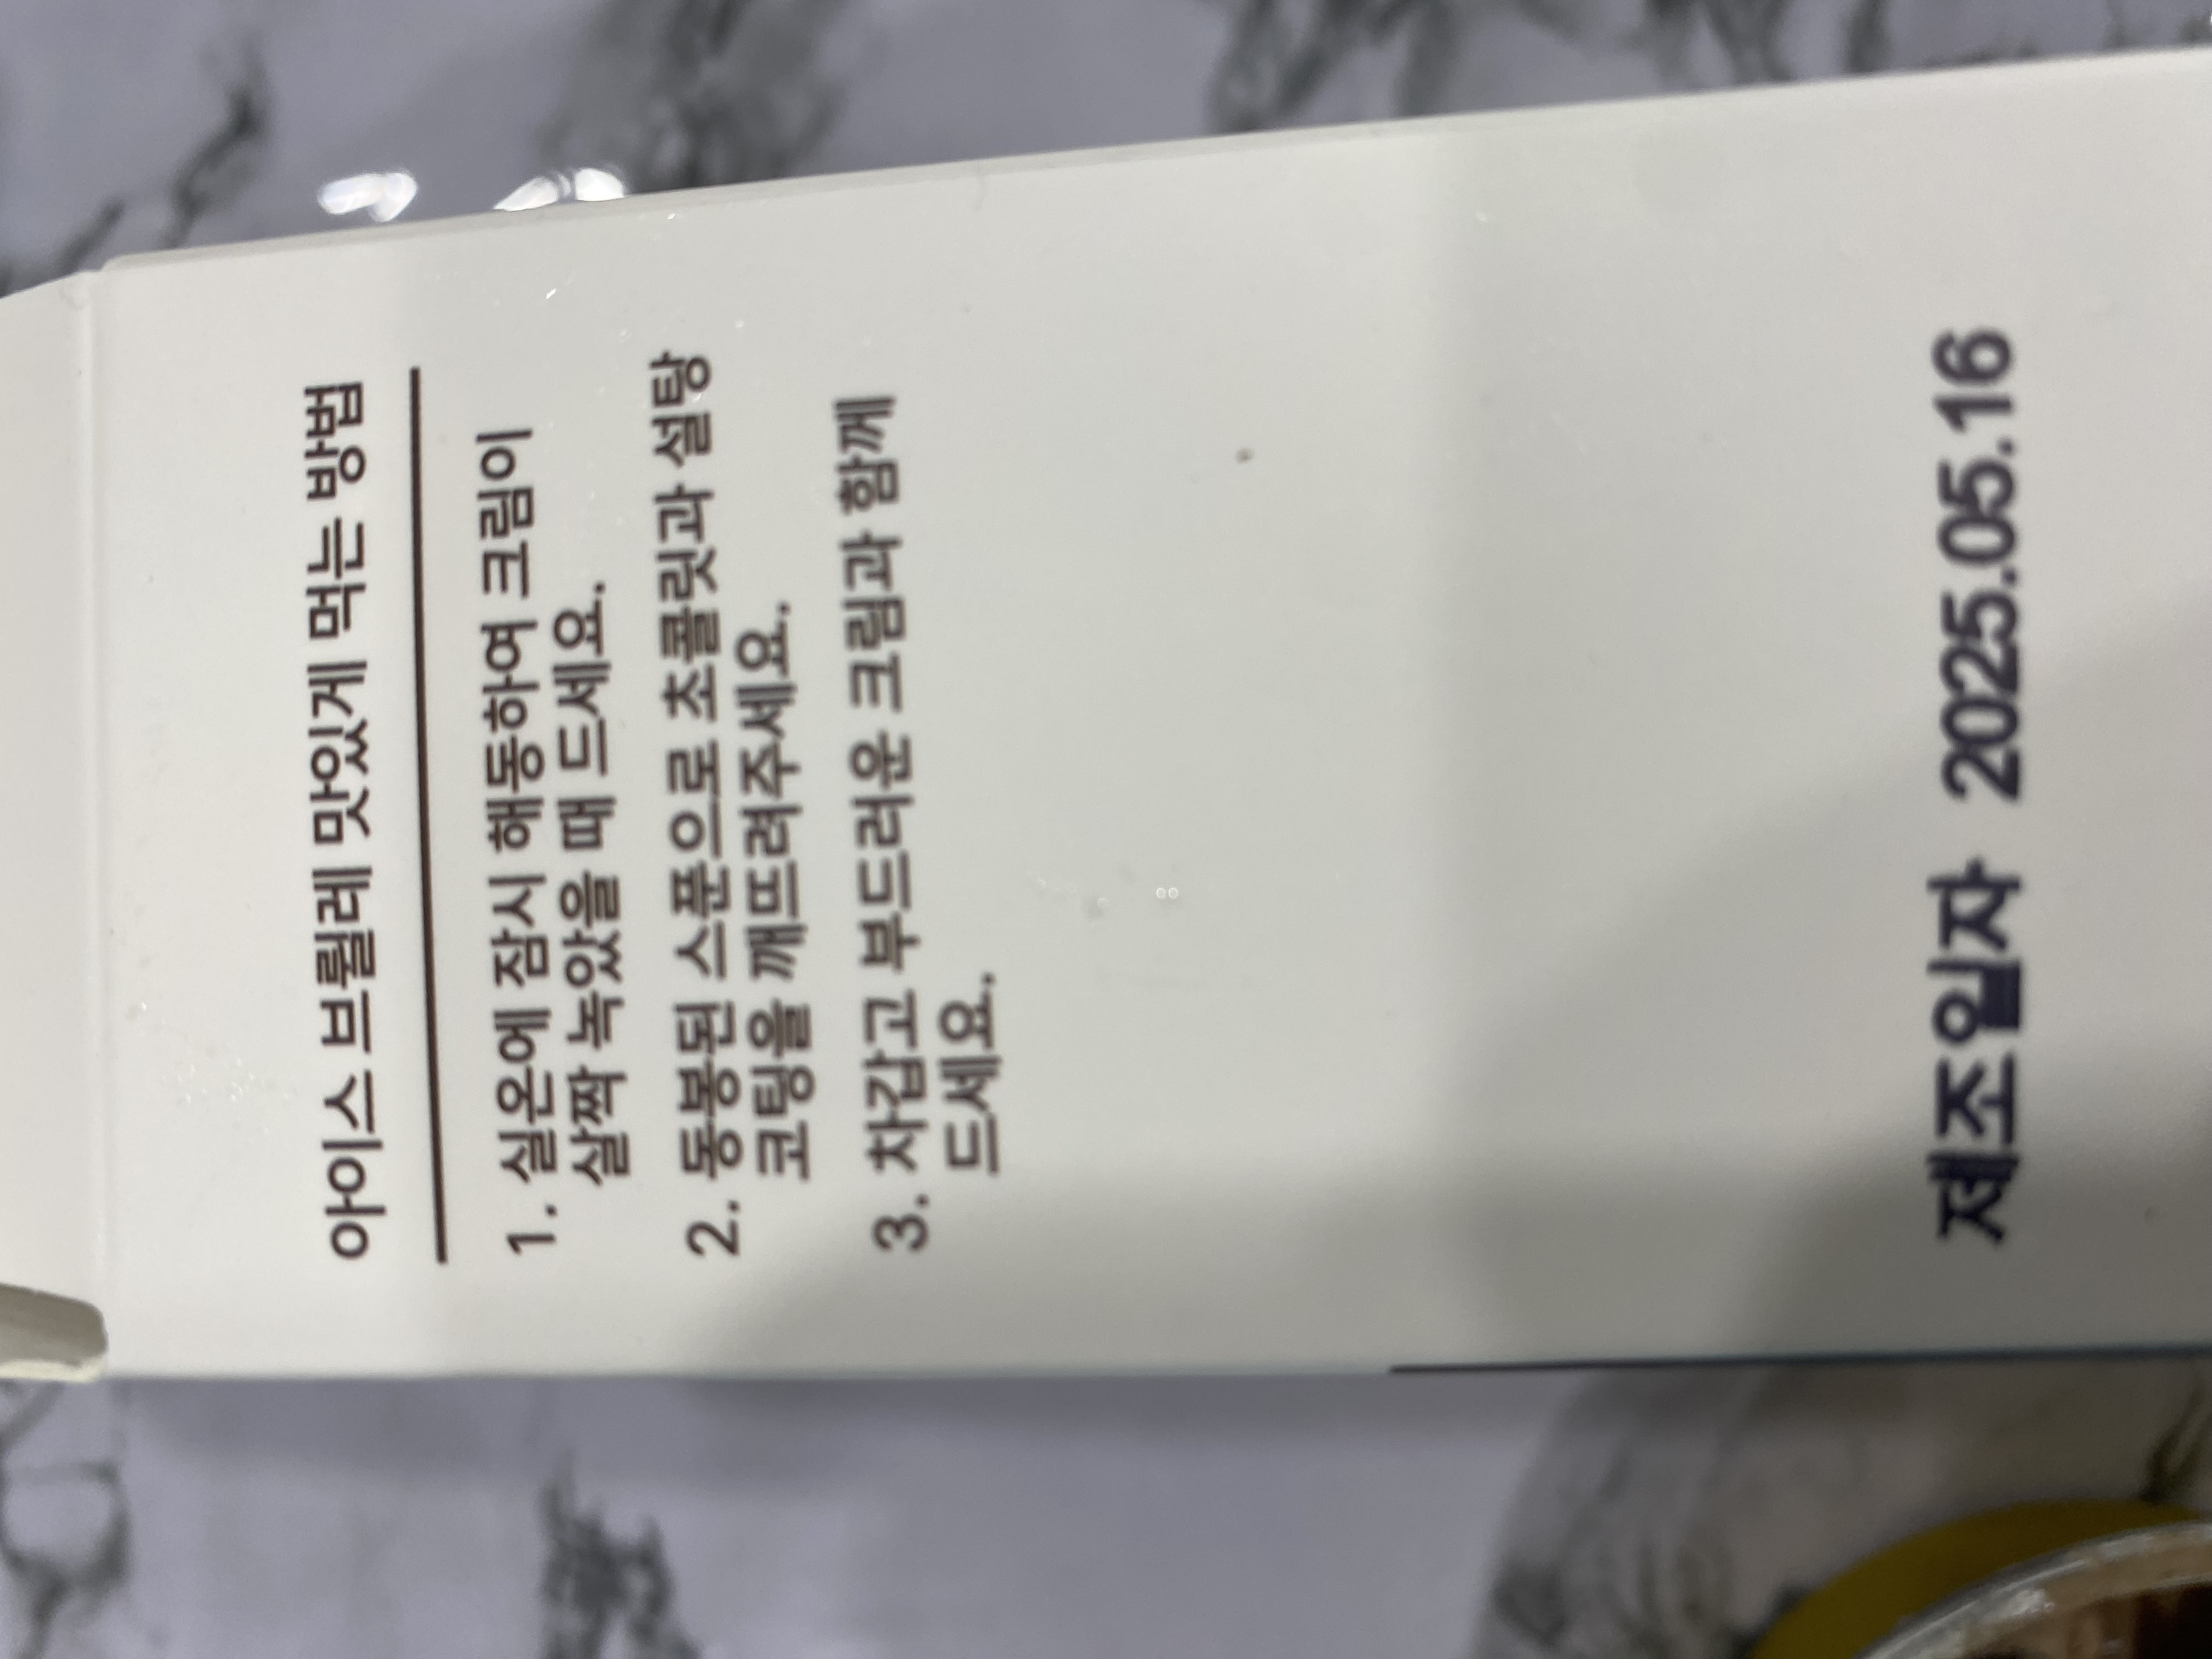 아이스 브륄레 맛있게 먹는 방법
1. 실온에 잠시 해동하여 크림이
살짝 녹았을 때 드세요.
2. 동봉된 스푼으로 초콜릿과 설탕
코팅을 깨뜨려주세요.
3. 차갑고 부드러운 크림과 함께
드세요.
제조일자 2025.05.16